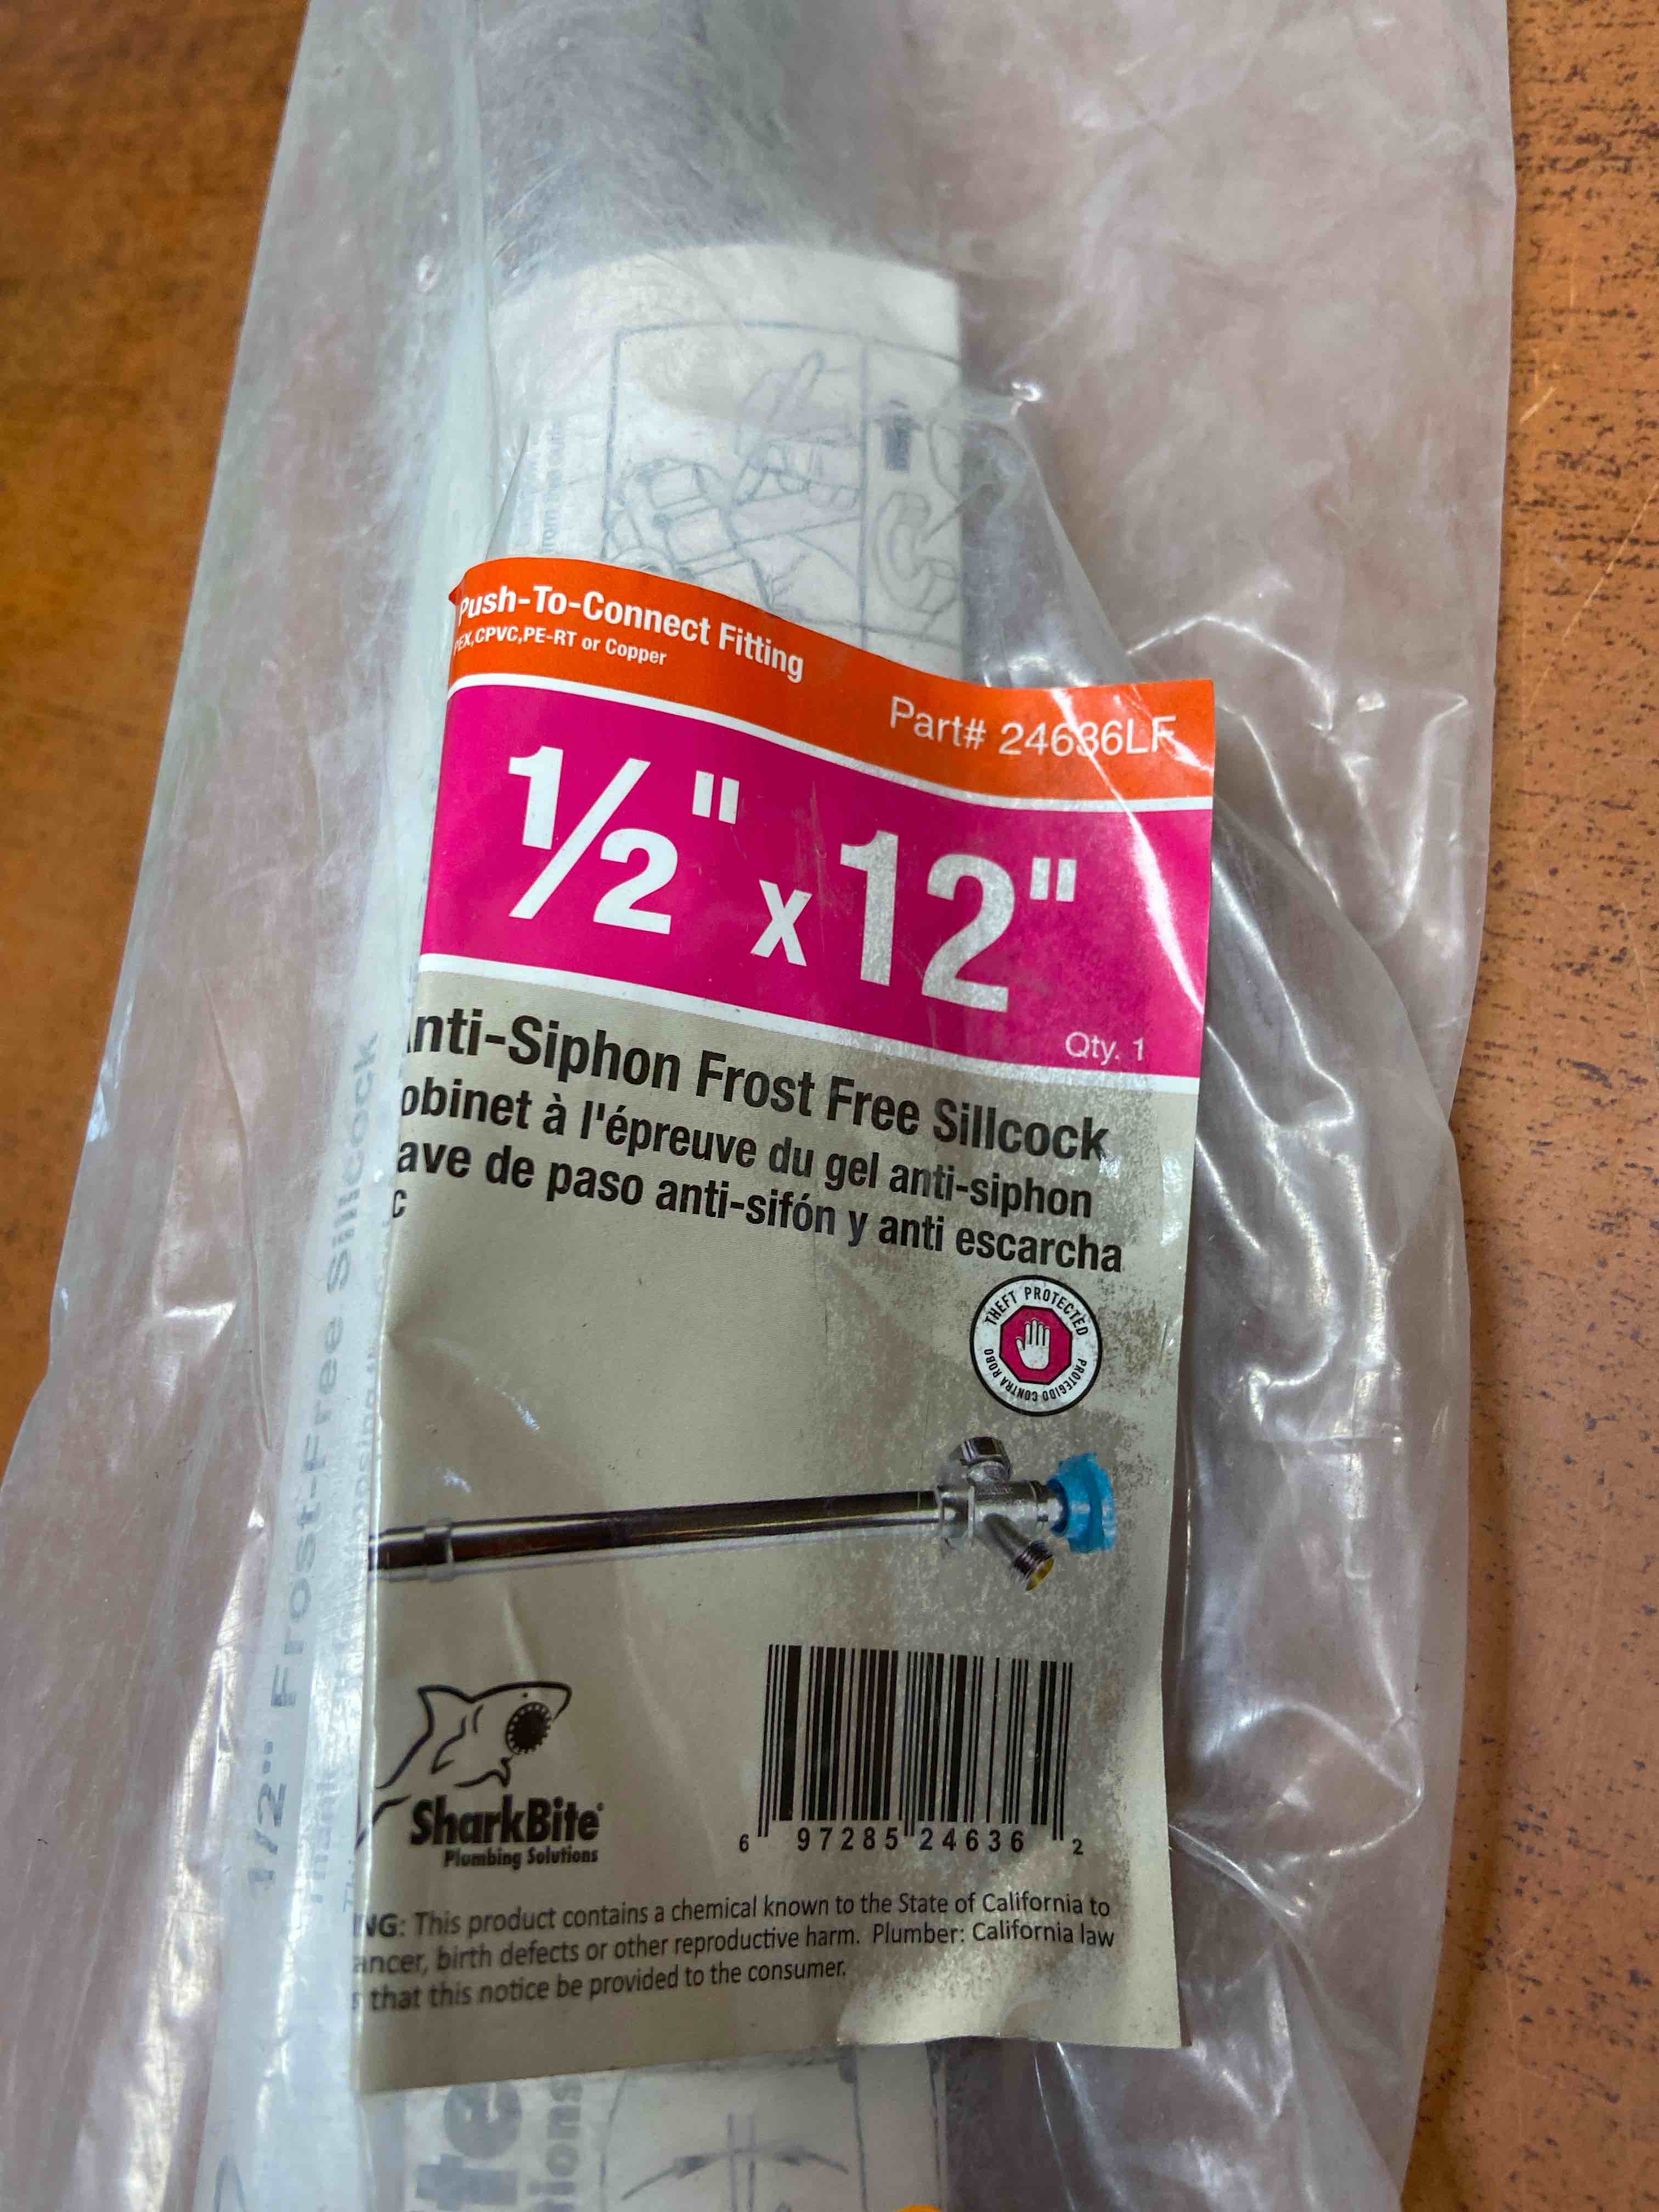 Push-To-Connect Fitting
PEX,CPVC,PE-RT or Copper
Part# 24636LF
½" x 12"
Qty. 1
nti-Siphon Frost Free Sillcock
obinet à l'épreuve du gel anti-siphon
ave de paso anti-sifón y anti escarcha
c
THEFT PROTECTED
PROTEGIDO CONTRA ROBO
SharkBite
Plumbing Solutions
6 97285 24636 2
NG: This product contains a chemical known to the State of California to
ancer, birth defects or other reproductive harm. Plumber: California law
that this notice be provided to the consumer.
1/2" Frost-Free Sillcock